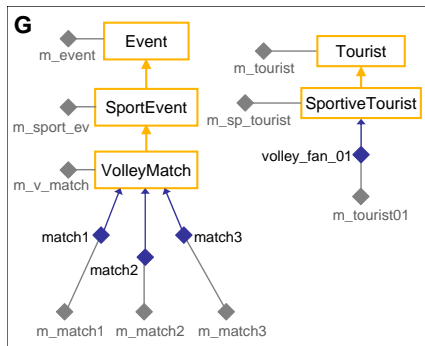 G
Event
m_event
Tourist
m_tourist
SportEvent
m_sport_ev
SportiveTourist
m_sp_tourist
VolleyMatch
m_v_match
volley_fan_01
m_tourist01
match1
match2
match3
m_match1
m_match2
m_match3